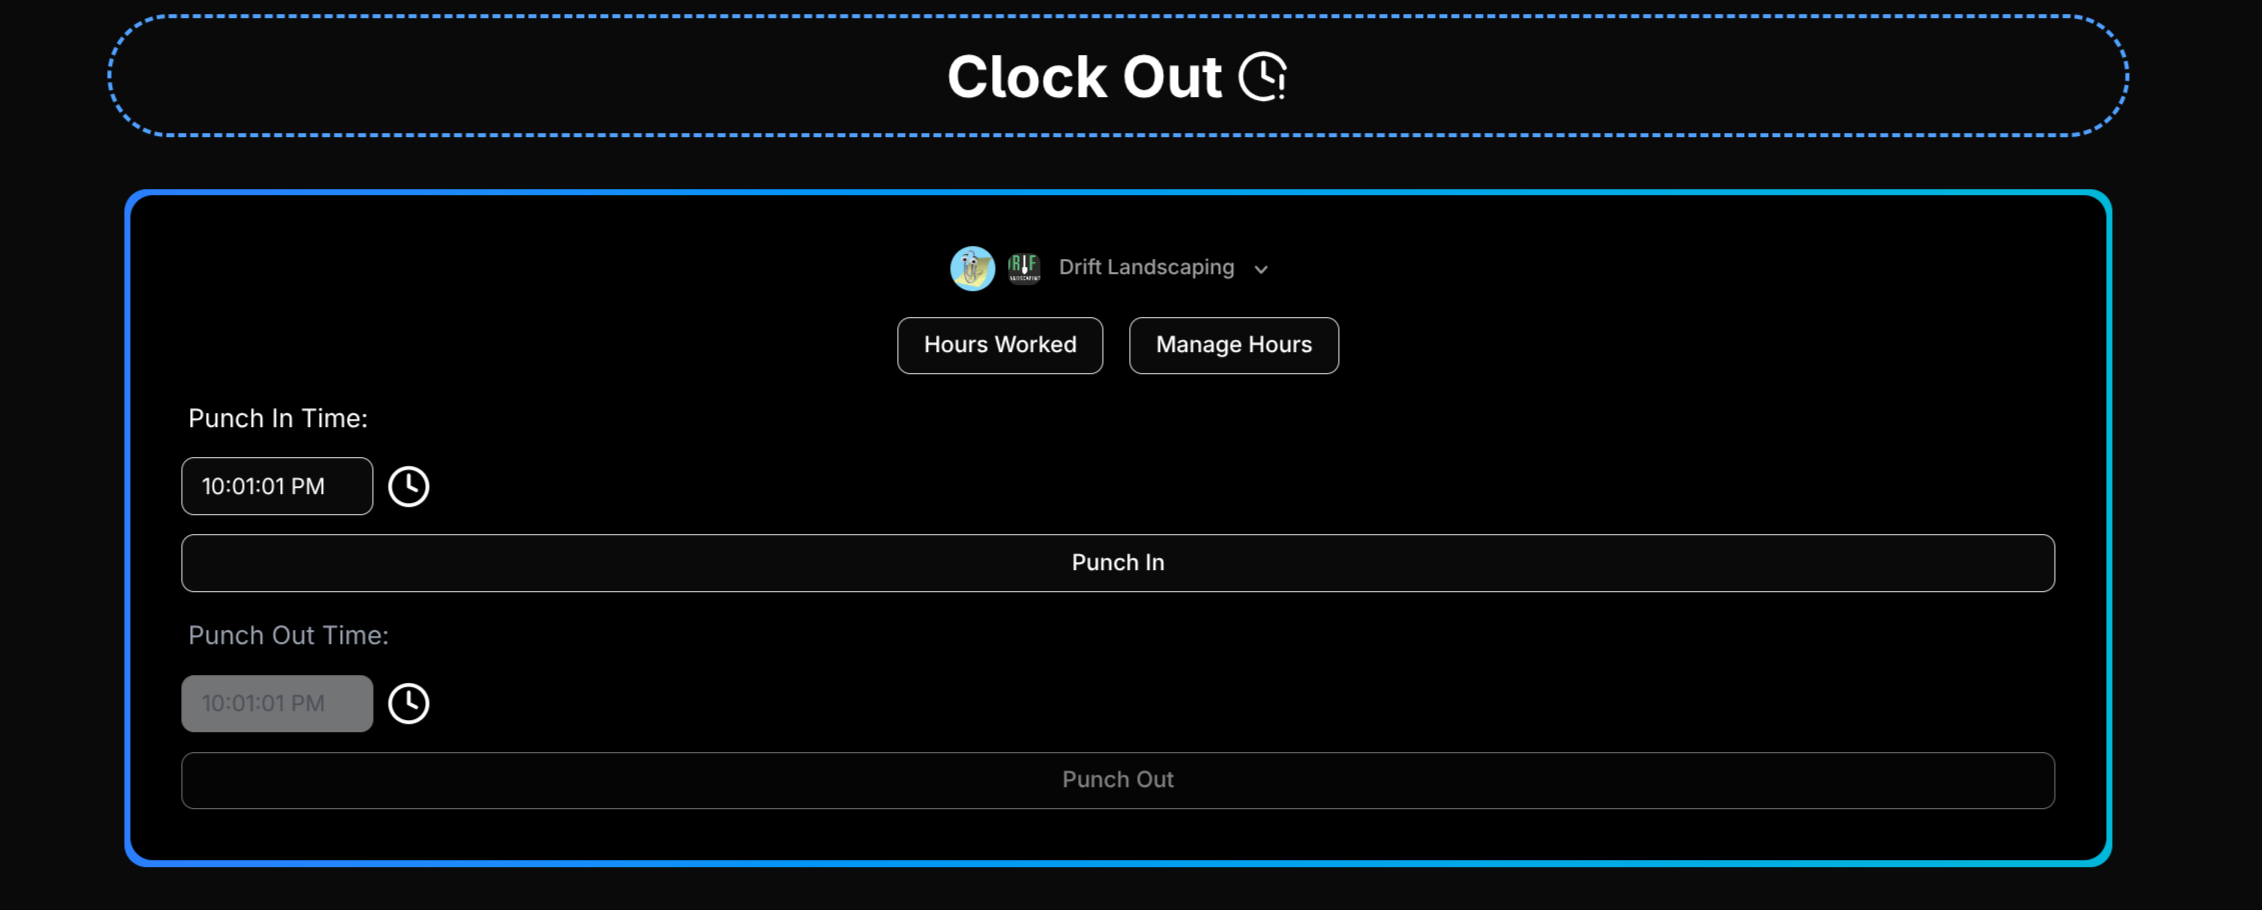 Clock Out
Drift Landscaping
Hours Worked
Manage Hours
Punch In Time:
10:01:01 PM
Punch In
Punch Out Time:
10:01:01 PM
Punch Out